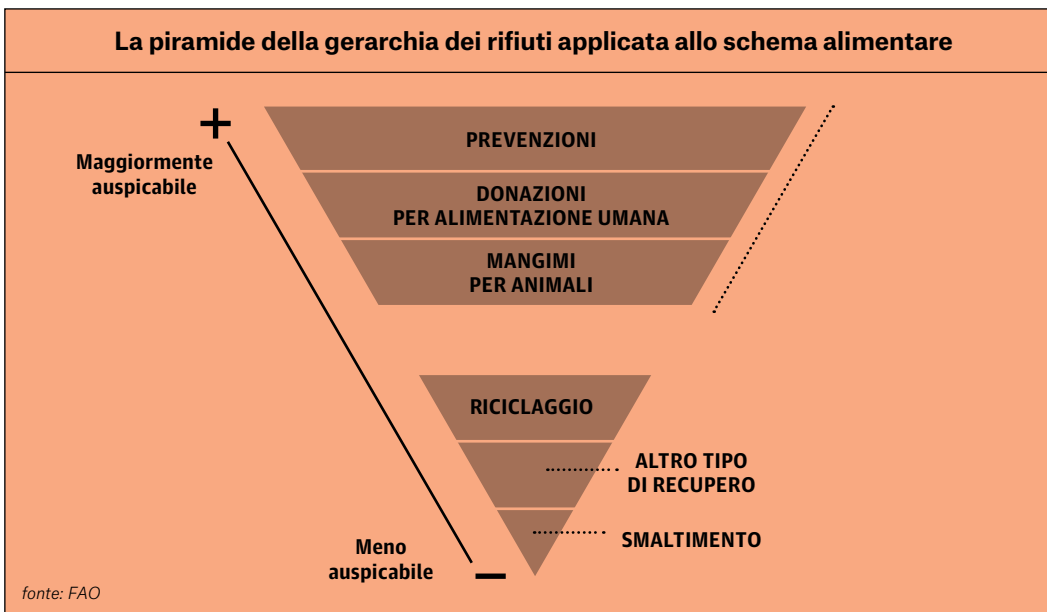 La piramide della gerarchia dei rifiuti applicata allo schema alimentare
+
Maggiormente
auspicabile
PREVENZIONI
DONAZIONI
PER ALIMENTAZIONE UMANA
MANGIMI
PER ANIMALI
RICICLAGGIO
ALTRO TIPO
DI RECUPERO
SMALTIMENTO
Meno
auspicabile
–
fonte: FAO